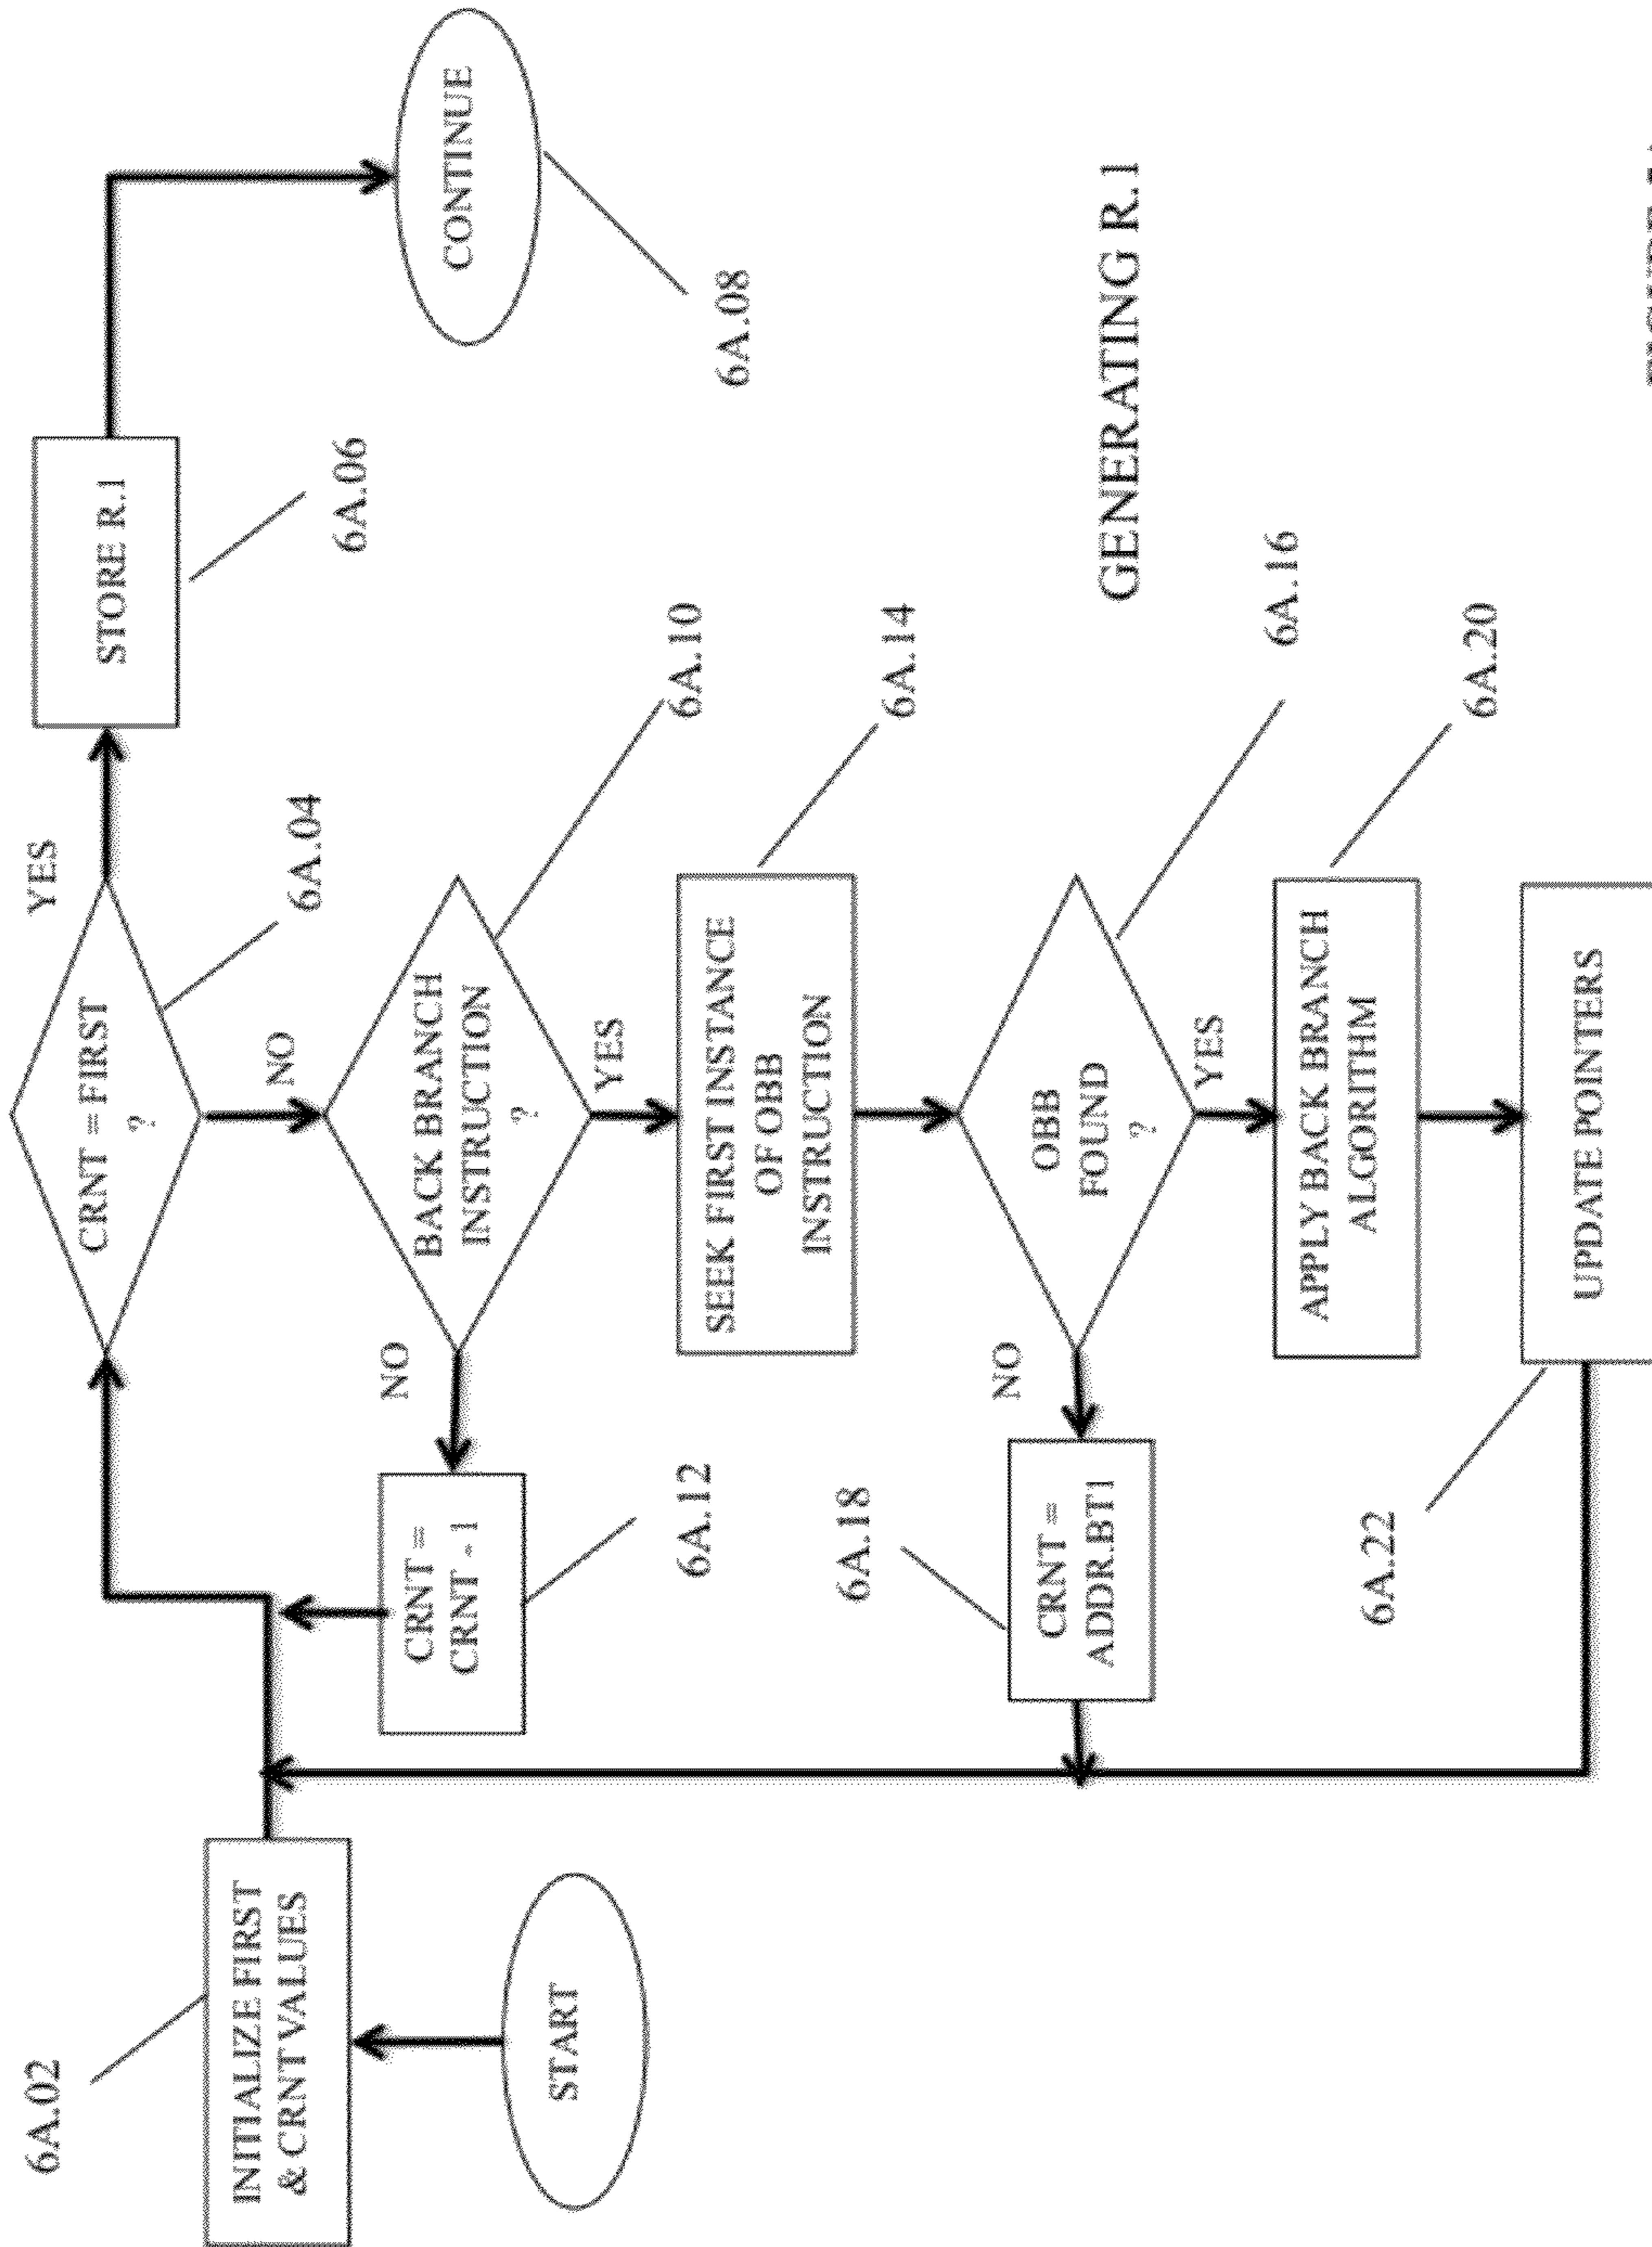 6A.02
INITIALIZE FIRST
& CRNT VALUES
START
CRNT = FIRST
?
YES
6A.04
STORE R.1
6A.06
CONTINUE
6A.08
NO
BACK BRANCH
INSTRUCTION
?
6A.10
NO
CRNT =
CRNT - 1
6A.12
YES
SEEK FIRST INSTANCE
OF OBB
INSTRUCTION
6A.14
OBB
FOUND
?
6A.16
NO
CRNT =
ADDR.BT1
6A.18
YES
APPLY BACK BRANCH
ALGORITHM
6A.20
UPDATE POINTERS
6A.22
GENERATING R.1